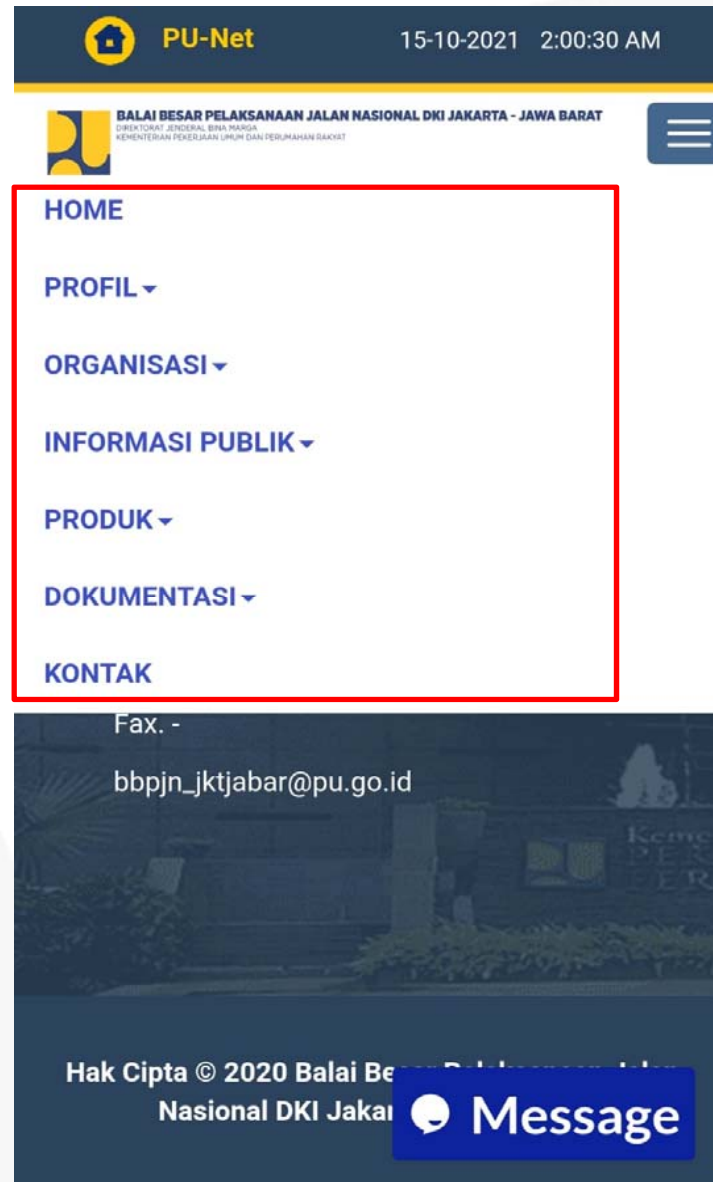 PU-Net 15-10-2021 2:00:30 AM
BALAI BESAR PELAKSANAAN JALAN NASIONAL DKI JAKARTA - JAWA BARAT
DIREKTORAT JENDERAL BINA MARGA
KEMENTERIAN PEKERJAAN UMUM DAN PERUMAHAN RAKYAT
HOME
PROFIL
ORGANISASI
INFORMASI PUBLIK
PRODUK
DOKUMENTASI
KONTAK
Fax. -
bbpjn_jktjabar@pu.go.id
Hak Cipta © 2020 Balai
Nasional DKI
Message